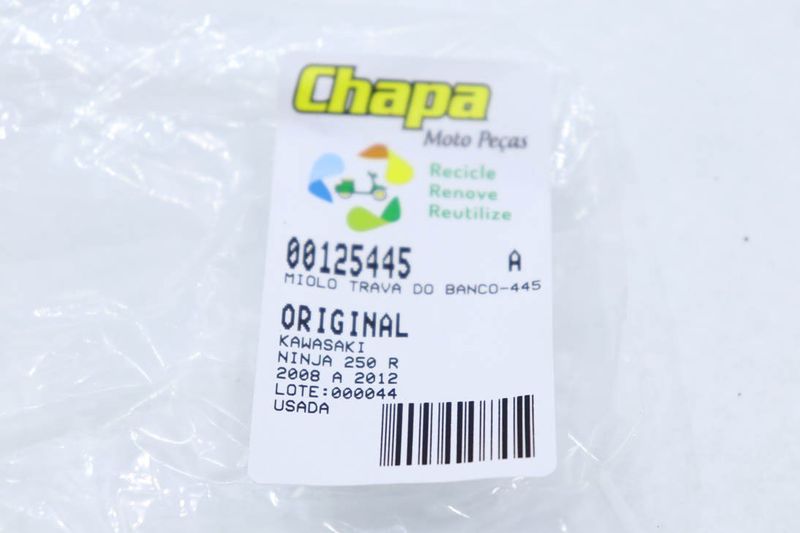 Chapa
Moto Peças
Recicle
Renove
Reutilize
00125445 A
MIOLO TRAVA DO BANCO-445
ORIGINAL
KAWASAKI
NINJA 250 R
2008 A 2012
LOTE:000044
USADA